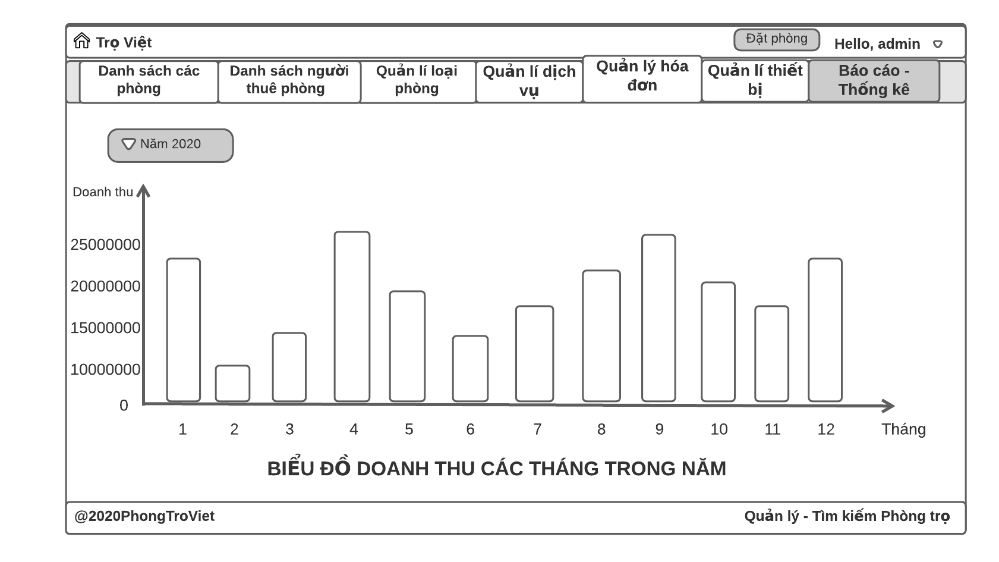 Trọ Việt
Đặt phòng
Hello, admin
Danh sách các
phòng
Danh sách người
thuê phòng
Quản lí loại
phòng
Quản lí dịch
vụ
Quản lý hóa
đơn
Quản lí thiết
bị
Báo cáo -
Thống kê
Năm 2020
Doanh thu
25000000
20000000
15000000
10000000
0
1 2 3 4 5 6 7 8 9 10 11 12 Tháng
BIỂU ĐỒ DOANH THU CÁC THÁNG TRONG NĂM
@2020PhongTroViet
Quản lý - Tìm kiếm Phòng trọ